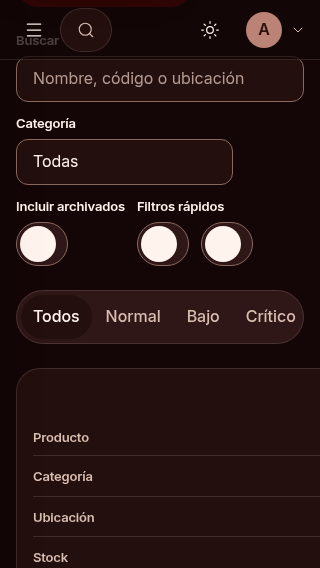 A
Buscar
Nombre, código o ubicación
Categoría
Todas
Incluir archivados Filtros rápidos
Todos Normal Bajo Crítico
Producto
Categoría
Ubicación
Stock